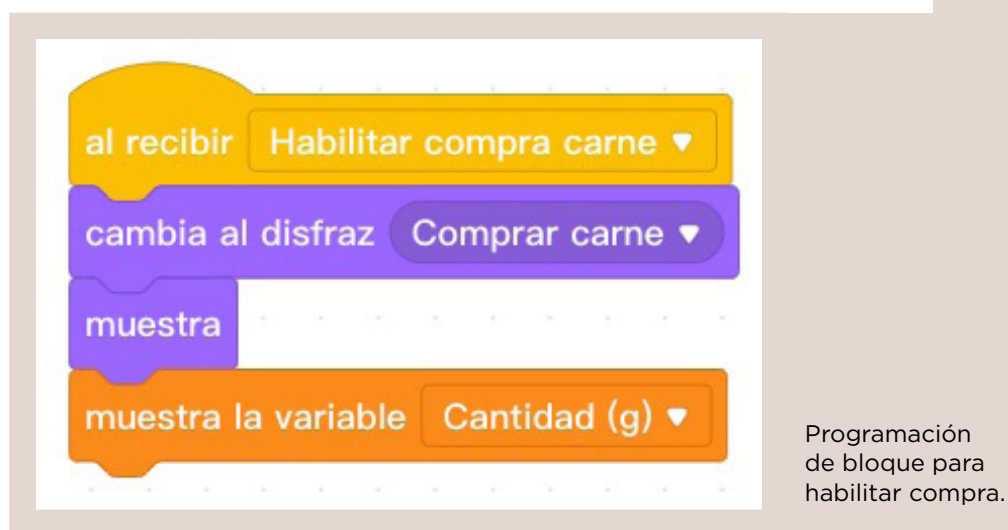 al recibir Habilitar compra carne
cambia al disfraz Comprar carne
muestra
muestra la variable Cantidad (g)
Programación
de bloque para
habilitar compra.